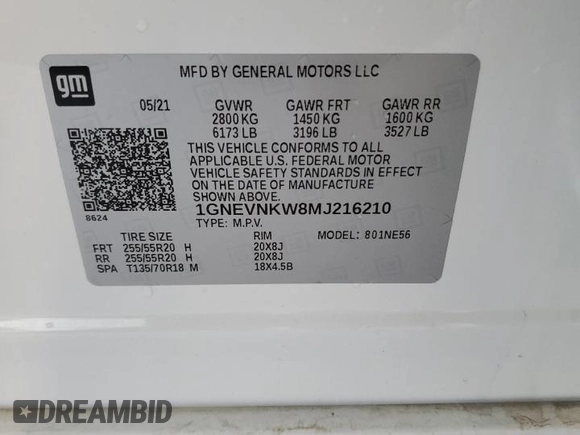 gm
MFD BY GENERAL MOTORS LLC
05/21 GVWR GAWR FRT GAWR RR
2800 KG 1450 KG 1600 KG
6173 LB 3196 LB 3527 LB
THIS VEHICLE CONFORMS TO ALL
APPLICABLE U.S. FEDERAL MOTOR
VEHICLE SAFETY STANDARDS IN EFFECT
ON THE DATE OF MANUFACTURE
SHOWN ABOVE.
8624
1GNEVNKW8MJ216210
TYPE: M.P.V.
TIRE SIZE RIM MODEL: 801NE56
FRT 255/55R20 H 20X8J
RR 255/55R20 H 20X8J
SPA T135/70R18 M 18X4.5B
DREAMBID